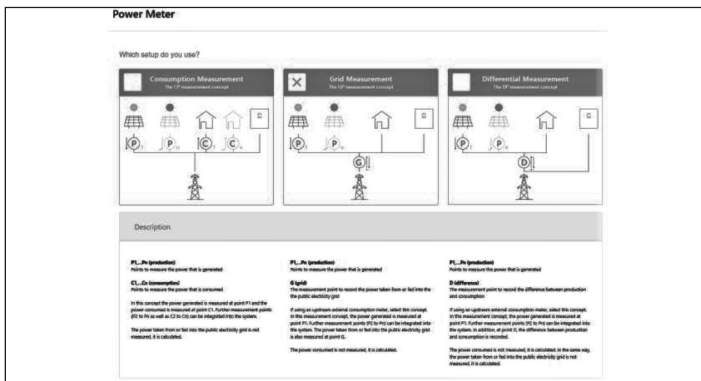 Power Meter
Which setup do you use?
Consumption Measurement
The CP measurement concept
Grid Measurement
The GP measurement concept
Differential Measurement
The DP measurement concept
P
P
C
C
P
P
G
P
P
D
Description
P1,...Pn (production)
Points to measure the power that is generated
C1,...Cn (consumption)
Points to measure the power that is consumed
In this concept the power generated is measured at point P1 and the
power consumed is measured at point C1. Further measurement points
(P2 to Pn as well as C2 to Cn) can be integrated into the system.
The power taken from or fed into the public electricity grid is not
measured, it is calculated.
P1,...Pn (production)
Points to measure the power that is generated
G (grid)
The measurement point to record the power taken from or fed into the
the public electricity grid
If using an upstream external consumption meter, select this concept.
In this measurement concept, the power generated is measured at
point P1. Further measurement points (P2 to Pn) can be integrated into
the system. The power taken from or fed into the public electricity grid
is also measured at point G.
The power consumed is not measured, it is calculated.
P1,...Pn (production)
Points to measure the power that is generated
D (difference)
The measurement point to record the difference between production
and consumption
If using an upstream external consumption meter, select this concept.
In this measurement concept, the power generated is measured at
point P1. Further measurement points (P2 to Pn) can be integrated into
the system. In addition, at point D, the difference between production
and consumption is recorded.
The power consumed is not measured, it is calculated. In the same way,
the power taken from or fed into the public electricity grid is not
measured, it is calculated.